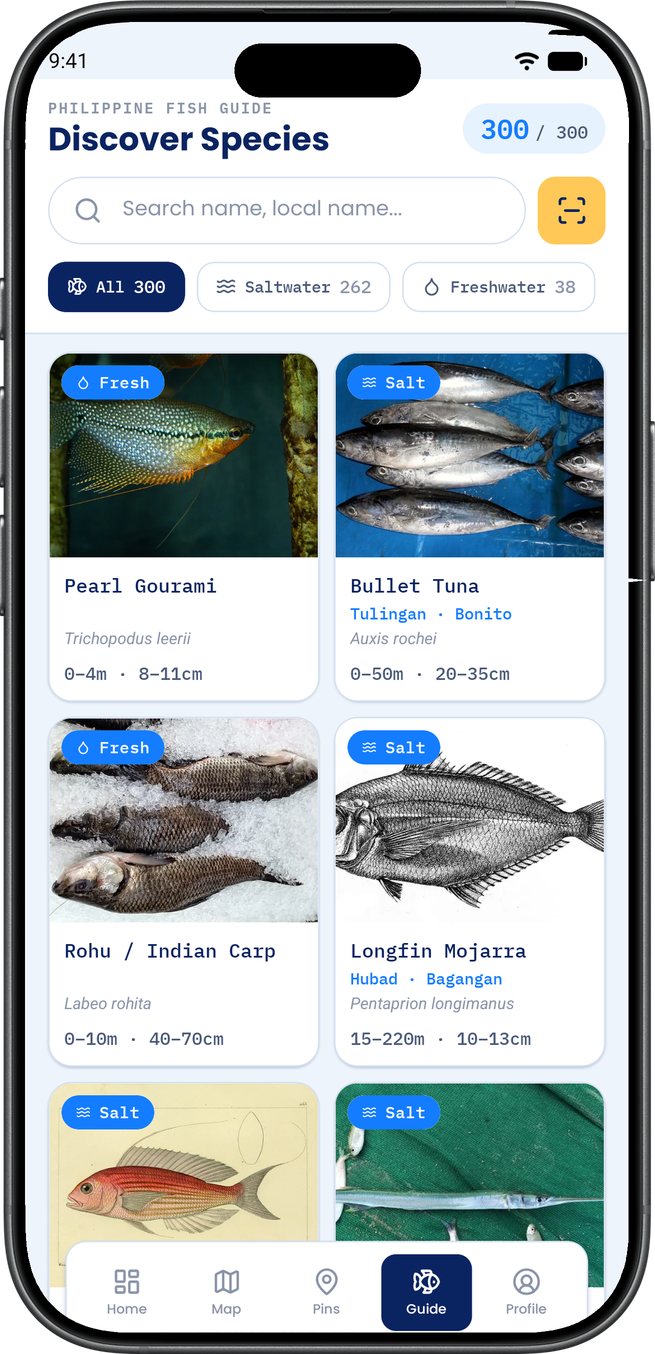 9:41
PHILIPPINE FISH GUIDE
Discover Species
300 / 300
Search name, local name...
All 300
Saltwater 262
Freshwater 38
Fresh
Pearl Gourami
Trichopodus leerii
0–4m · 8–11cm
Salt
Bullet Tuna
Tulingan · Bonito
Auxis rochei
0–50m · 20–35cm
Fresh
Rohu / Indian Carp
Labeo rohita
0–10m · 40–70cm
Salt
Longfin Mojarra
Hubad · Bagangan
Pentaprion longimanus
15–220m · 10–13cm
Salt
Salt
Home
Map
Pins
Guide
Profile